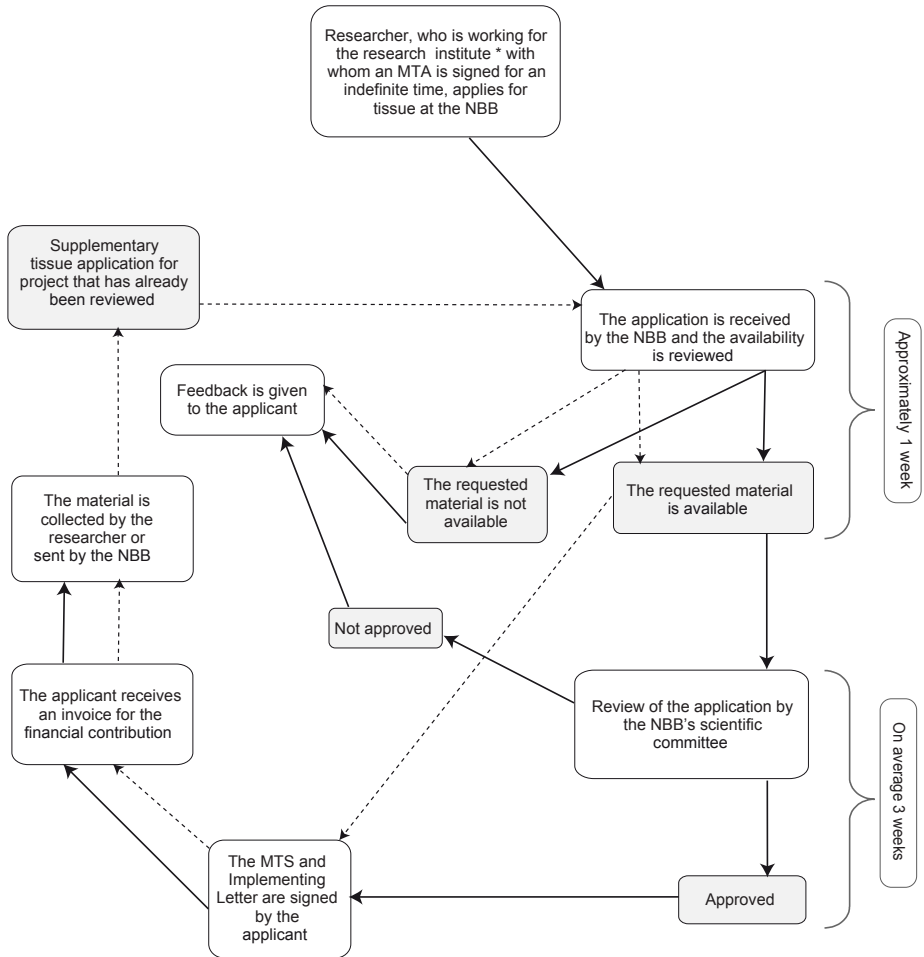 Researcher, who is working for
the research institute * with
whom an MTA is signed for an
indefinite time, applies for
tissue at the NBB
Supplementary
tissue application for
project that has already
been reviewed
The application is received
by the NBB and the availability
is reviewed
Approximately 1 week
Feedback is given
to the applicant
The requested
material is not
available
The requested material
is available
The material is
collected by the
researcher or
sent by the NBB
Not approved
The applicant receives
an invoice for the
financial contribution
Review of the application by
the NBB's scientific
committee
On average 3 weeks
The MTS and
Implementing
Letter are signed
by the
applicant
Approved